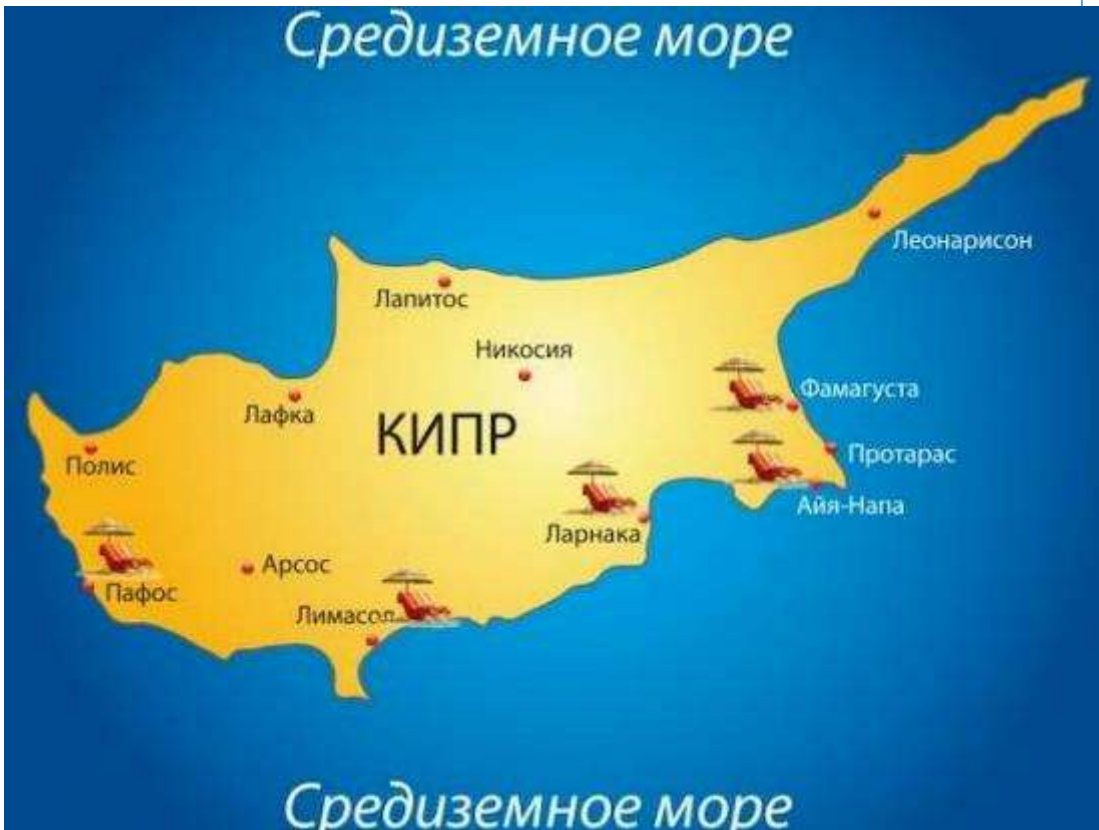 Средиземное море
Леонарисон
Лапитос
Никосия
Фамагуста
Лафка
КИПР
Полис
Протарас
Айя-Напа
Ларнака
Арсос
Пафос
Лимасол
Средиземное море